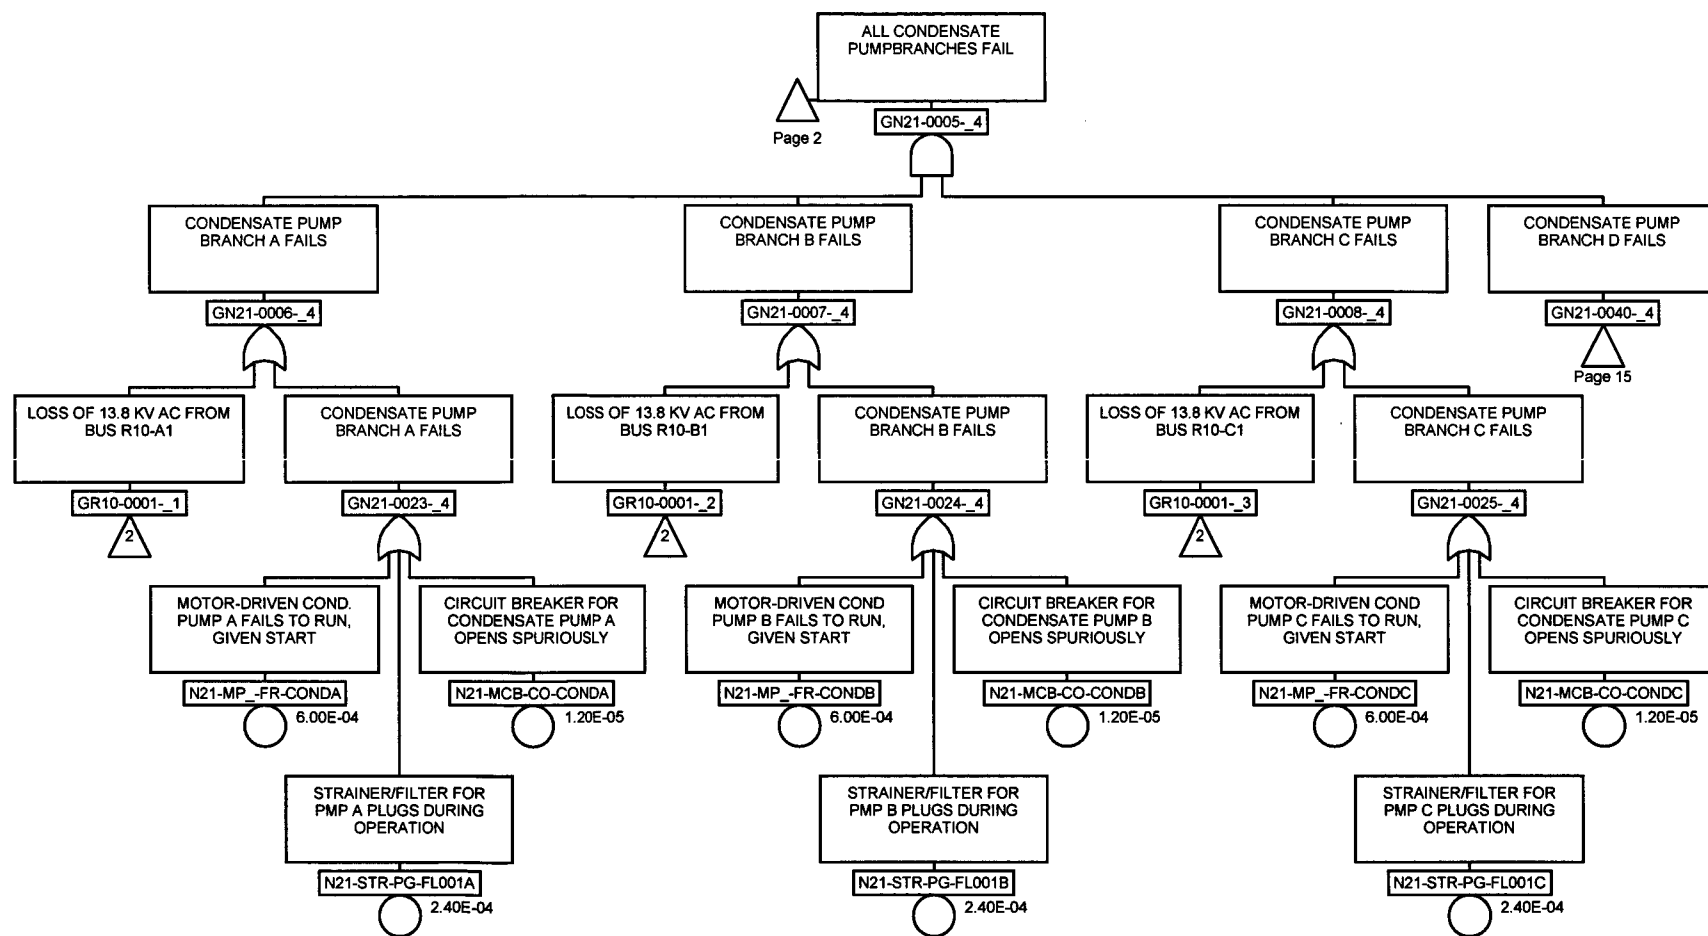 ALL CONDENSATE
PUMPBRANCHES FAIL
Page 2
GN21-0005-_4
CONDENSATE PUMP
BRANCH A FAILS
GN21-0006-_4
CONDENSATE PUMP
BRANCH B FAILS
GN21-0007-_4
CONDENSATE PUMP
BRANCH C FAILS
GN21-0008-_4
CONDENSATE PUMP
BRANCH D FAILS
GN21-0040-_4
Page 15
LOSS OF 13.8 KV AC FROM
BUS R10-A1
GR10-0001-_1
2
CONDENSATE PUMP
BRANCH A FAILS
GN21-0023-_4
LOSS OF 13.8 KV AC FROM
BUS R10-B1
GR10-0001-_2
2
CONDENSATE PUMP
BRANCH B FAILS
GN21-0024-_4
LOSS OF 13.8 KV AC FROM
BUS R10-C1
GR10-0001-_3
2
CONDENSATE PUMP
BRANCH C FAILS
GN21-0025-_4
MOTOR-DRIVEN COND.
PUMP A FAILS TO RUN,
GIVEN START
N21-MP_-FR-CONDA
6.00E-04
CIRCUIT BREAKER FOR
CONDENSATE PUMP A
OPENS SPURIOUSLY
N21-MCB-CO-CONDA
1.20E-05
MOTOR-DRIVEN COND
PUMP B FAILS TO RUN,
GIVEN START
N21-MP_-FR-CONDB
6.00E-04
CIRCUIT BREAKER FOR
CONDENSATE PUMP B
OPENS SPURIOUSLY
N21-MCB-CO-CONDB
1.20E-05
MOTOR-DRIVEN COND
PUMP C FAILS TO RUN,
GIVEN START
N21-MP_-FR-CONDC
6.00E-04
CIRCUIT BREAKER FOR
CONDENSATE PUMP C
OPENS SPURIOUSLY
N21-MCB-CO-CONDC
1.20E-05
STRAINER/FILTER FOR
PMP A PLUGS DURING
OPERATION
N21-STR-PG-FL001A
2.40E-04
STRAINER/FILTER FOR
PMP B PLUGS DURING
OPERATION
N21-STR-PG-FL001B
2.40E-04
STRAINER/FILTER FOR
PMP C PLUGS DURING
OPERATION
N21-STR-PG-FL001C
2.40E-04